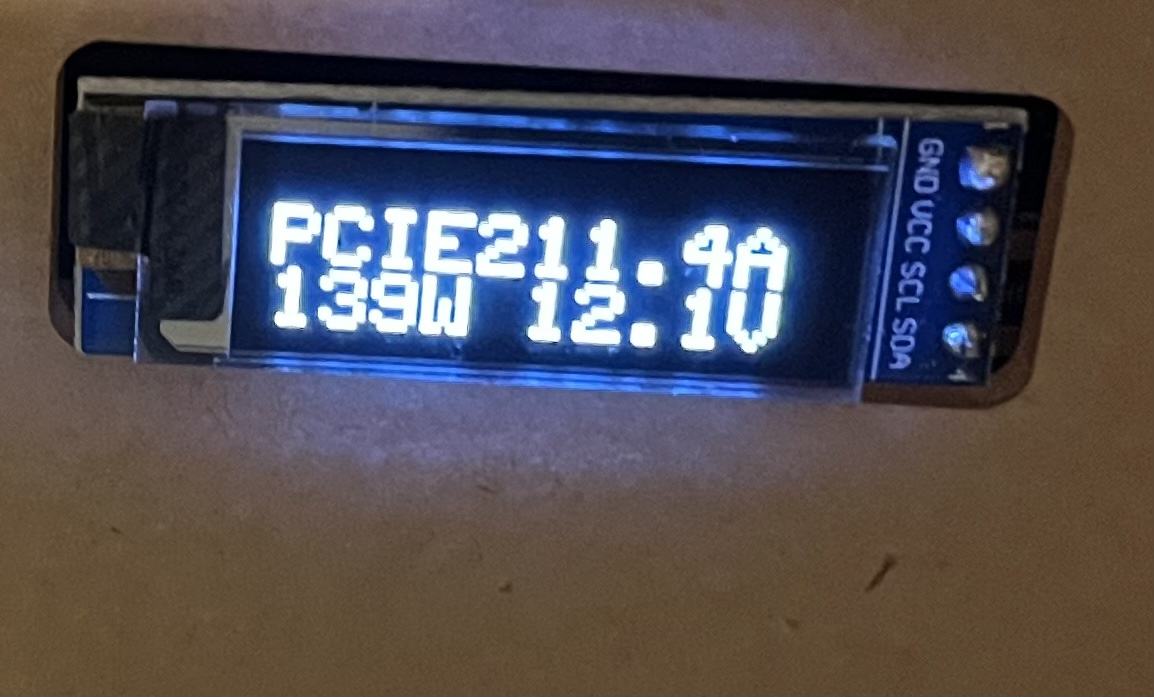 PCIE211.4A
139W 12.1V
GND VCC SCL SDA